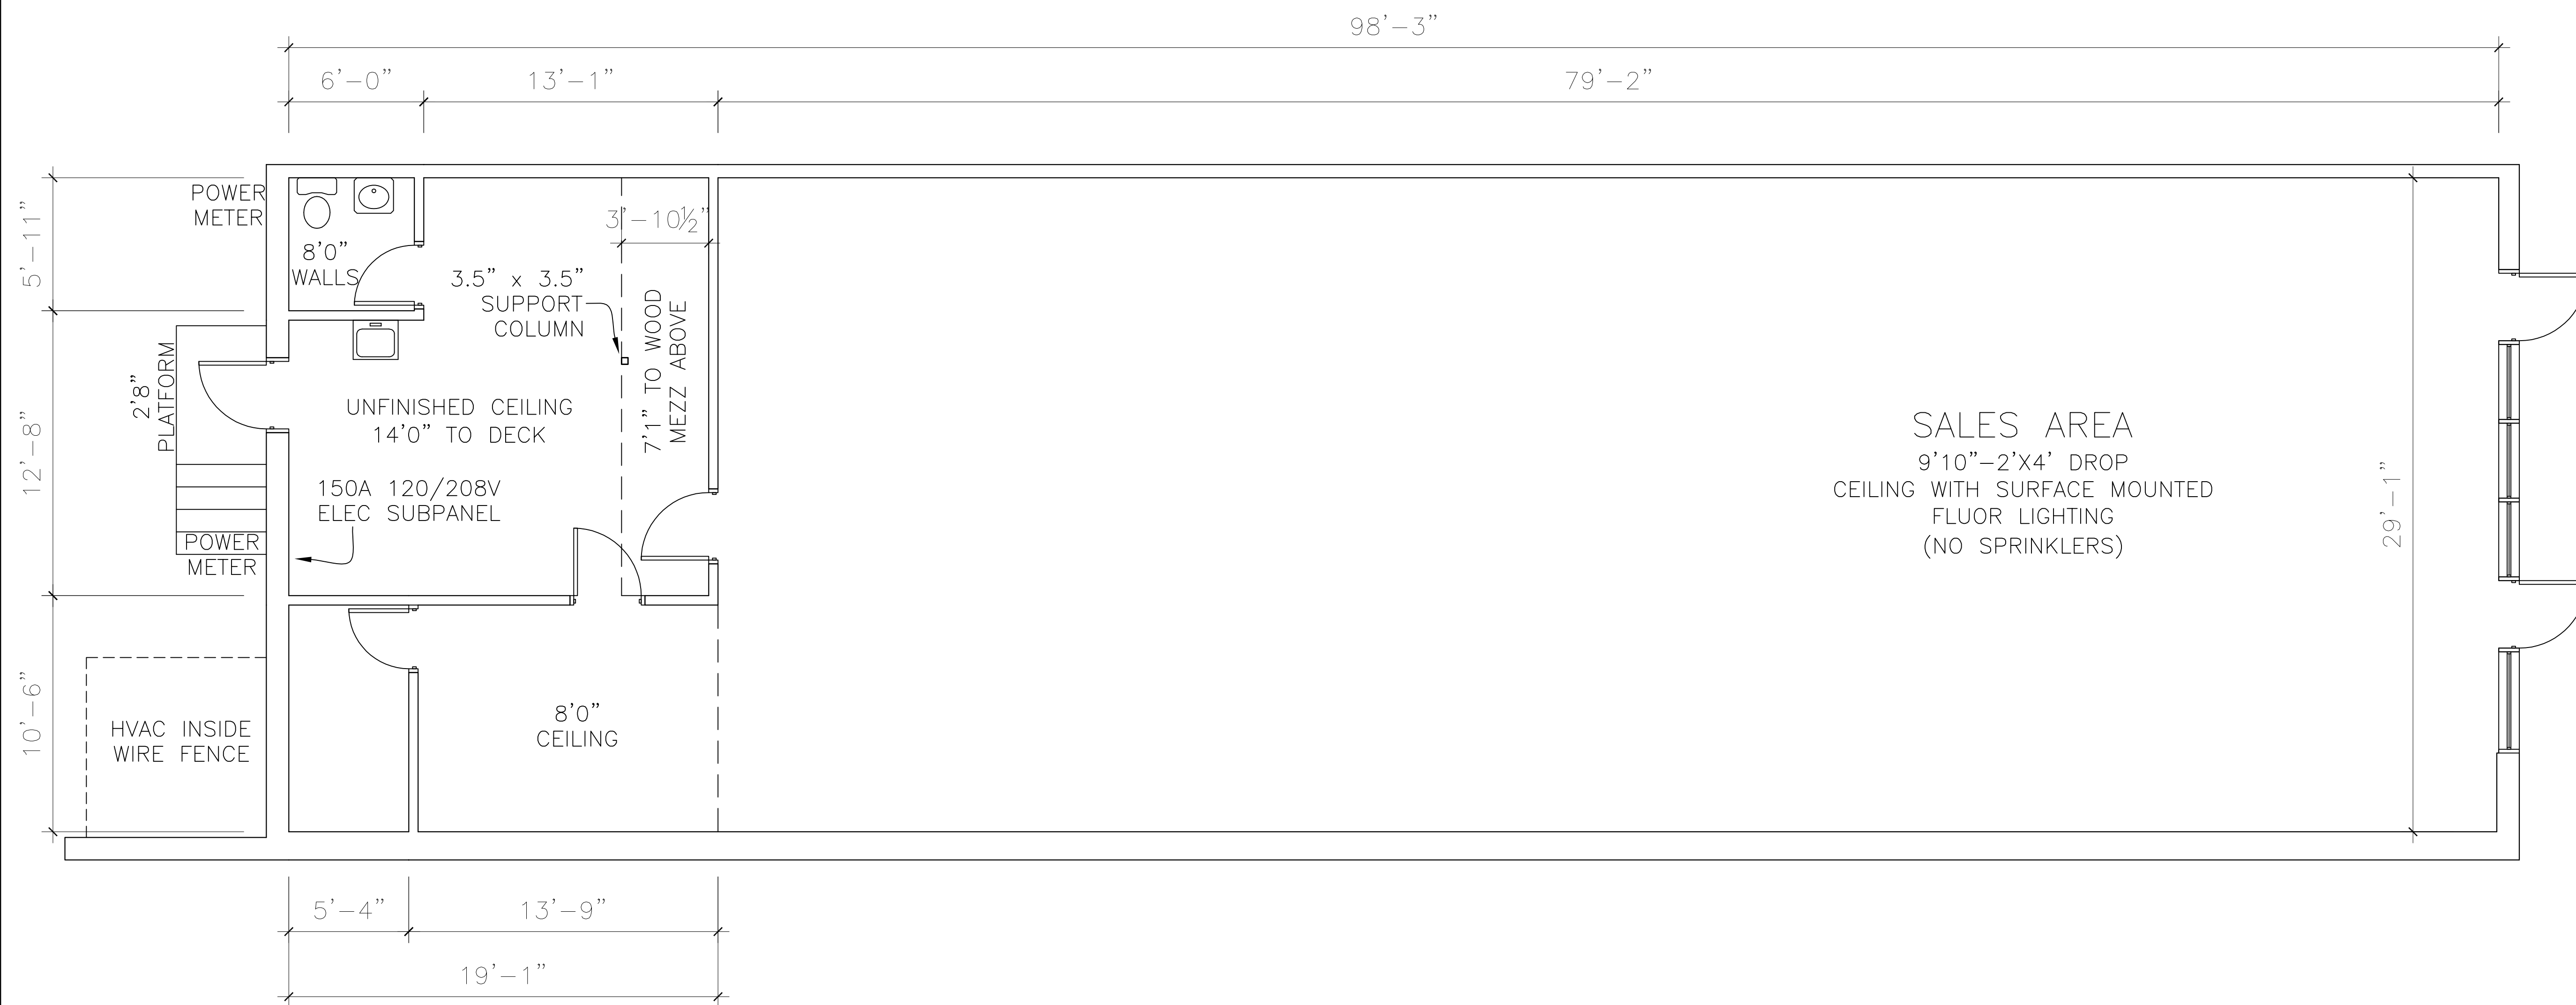 98'-3"
6'-0"
13'-1"
79'-2"
POWER
METER
5'-11"
8'0"
WALLS
3'-10½"
3.5" x 3.5"
SUPPORT
COLUMN
7'1" TO WOOD
MEZZ ABOVE
2'8"
PLATFORM
12'-8"
UNFINISHED CEILING
14'0" TO DECK
150A 120/208V
ELEC SUBPANEL
POWER
METER
SALES AREA
9'10"-2'X4' DROP
CEILING WITH SURFACE MOUNTED
FLUOR LIGHTING
(NO SPRINKLERS)
29'-1"
10'-6"
HVAC INSIDE
WIRE FENCE
8'0"
CEILING
5'-4"
13'-9"
19'-1"